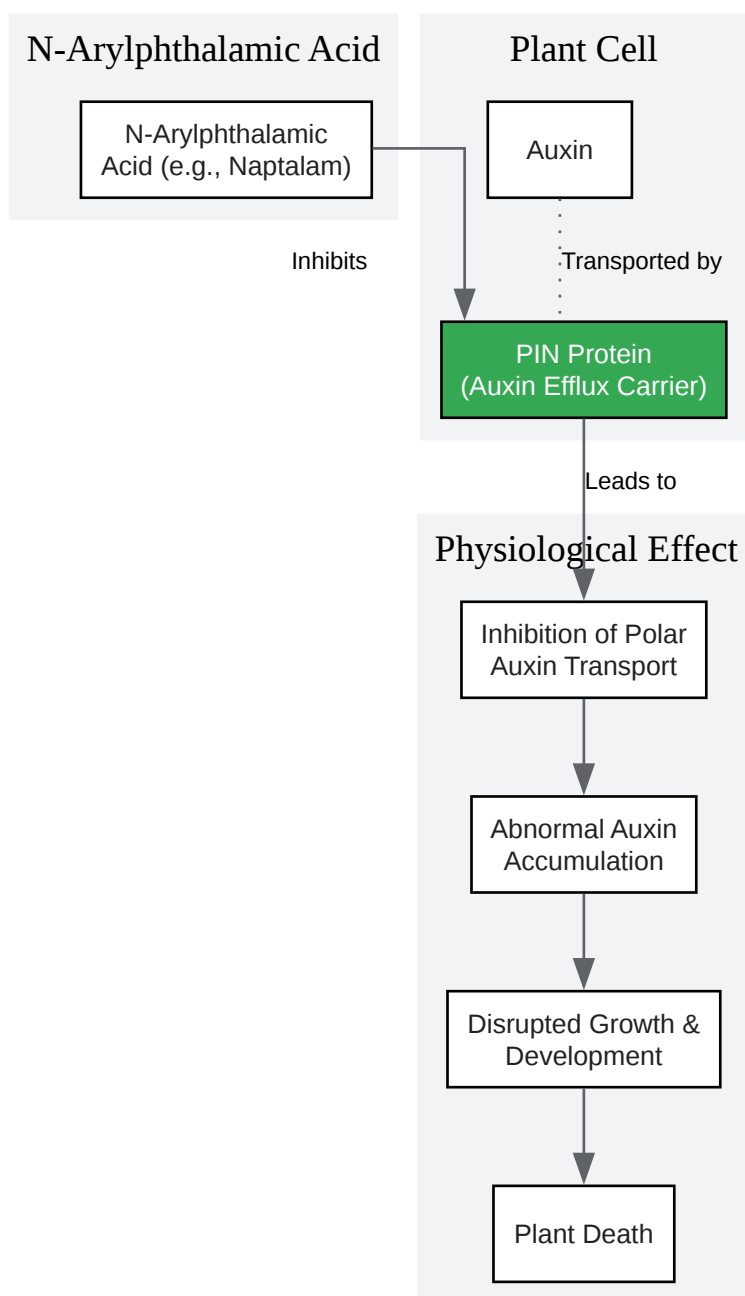 N-Arylphthalamic Acid
Plant Cell
N-Arylphthalamic
Acid (e.g., Naptalam)
Auxin
Inhibits
Transported by
PIN Protein
(Auxin Efflux Carrier)
Leads to
Physiological Effect
Inhibition of Polar
Auxin Transport
Abnormal Auxin
Accumulation
Disrupted Growth &
Development
Plant Death